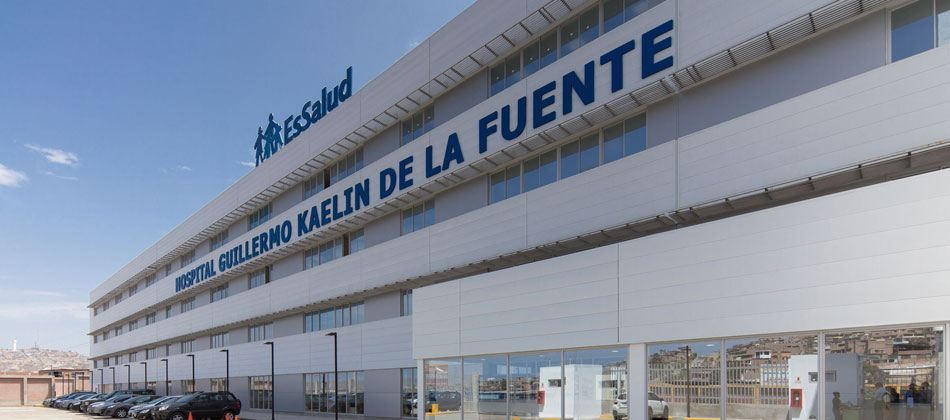 EsSalud
HOSPITAL GUILLERMO KAELIN DE LA FUENTE